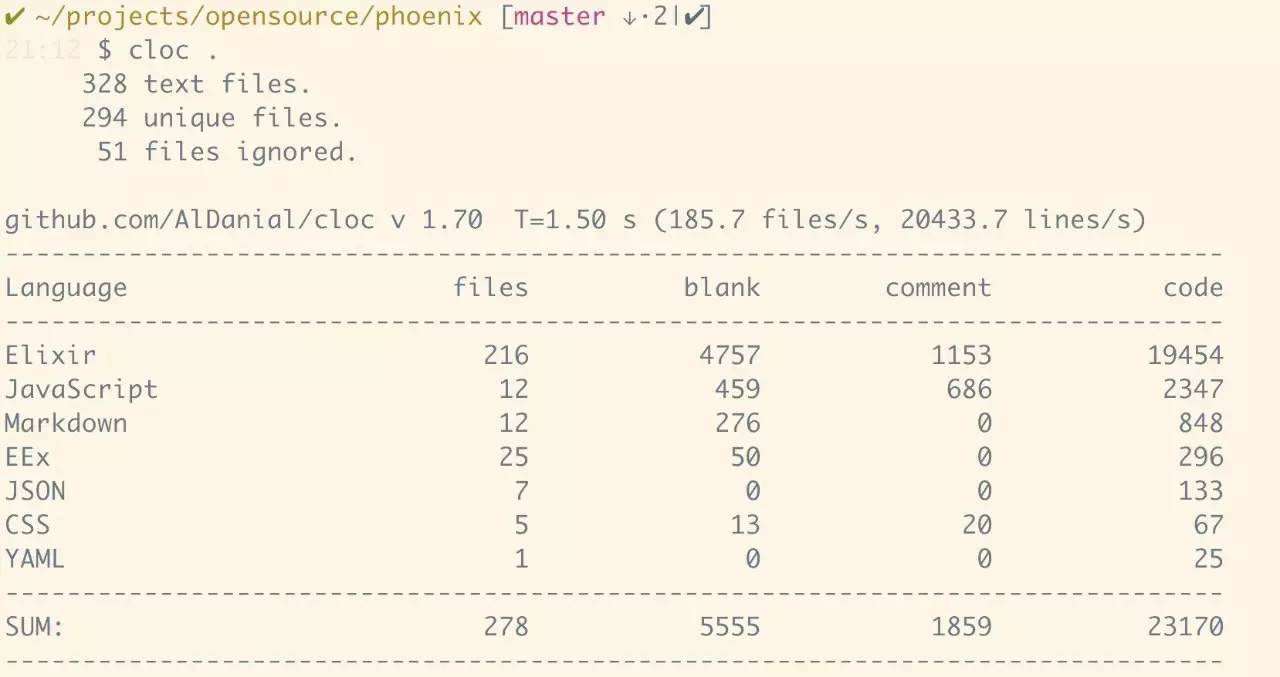 ✔ ~/projects/opensource/phoenix [master ↓·2|✔]
21:12 $ cloc .
     328 text files.
     294 unique files.
      51 files ignored.

github.com/AlDanial/cloc v 1.70  T=1.50 s (185.7 files/s, 20433.7 lines/s)
-------------------------------------------------------------------------------
Language                     files          blank        comment           code
-------------------------------------------------------------------------------
Elixir                         216           4757           1153          19454
JavaScript                      12            459            686           2347
Markdown                        12            276              0            848
EEx                             25             50              0            296
JSON                             7              0              0            133
CSS                              5             13             20             67
YAML                             1              0              0             25
-------------------------------------------------------------------------------
SUM:                           278           5555           1859          23170
-------------------------------------------------------------------------------